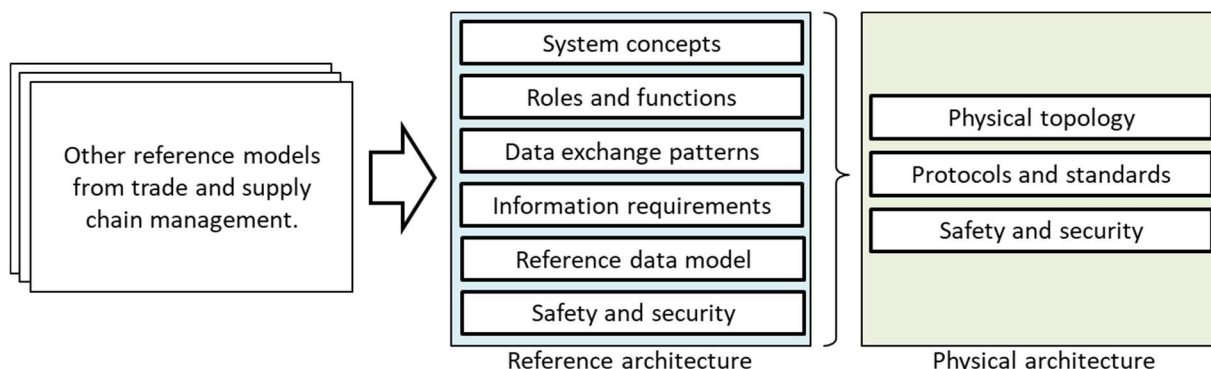 Other reference models
from trade and supply
chain management.
System concepts
Roles and functions
Data exchange patterns
Information requirements
Reference data model
Safety and security
Reference architecture
Physical topology
Protocols and standards
Safety and security
Physical architecture